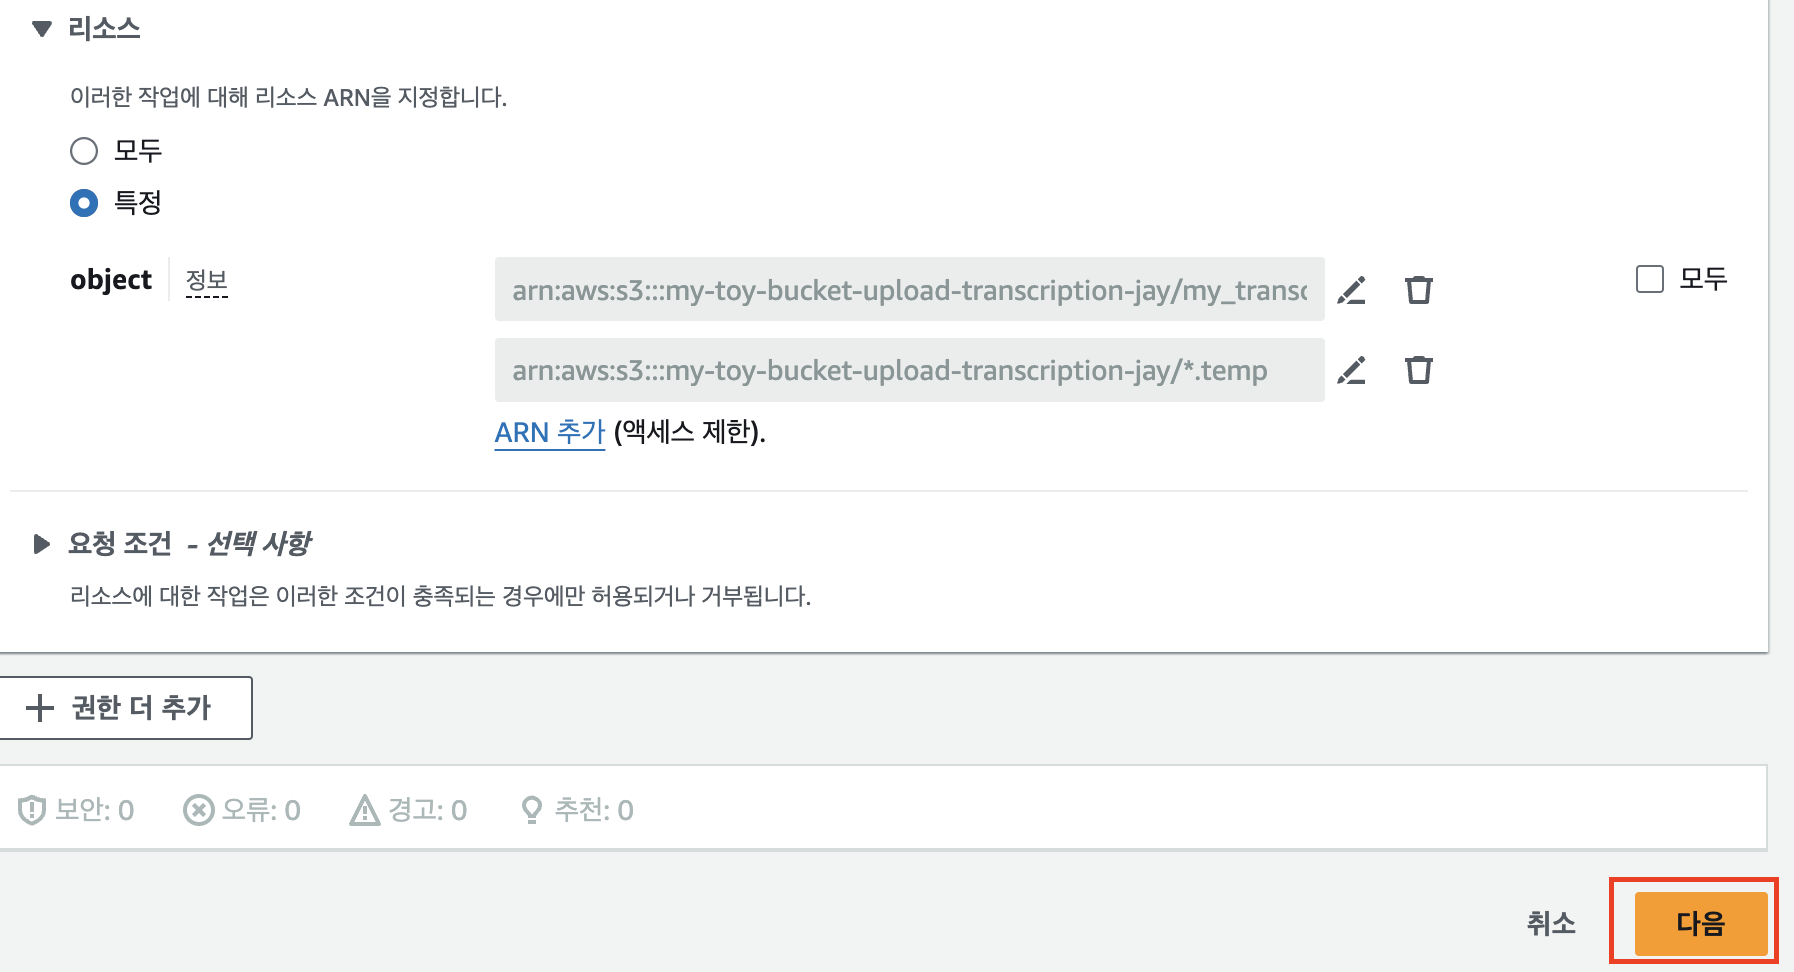 리소스
이러한 작업에 대해 리소스 ARN을 지정합니다.
모두
특정
object 정보 arn:aws:s3:::my-toy-bucket-upload-transcription-jay/my_transc 모두
arn:aws:s3:::my-toy-bucket-upload-transcription-jay/*.temp
ARN 추가 (액세스 제한).
요청 조건 - 선택 사항
리소스에 대한 작업은 이러한 조건이 충족되는 경우에만 허용되거나 거부됩니다.
권한 더 추가
보안: 0 오류: 0 경고: 0 추천: 0
취소 다음